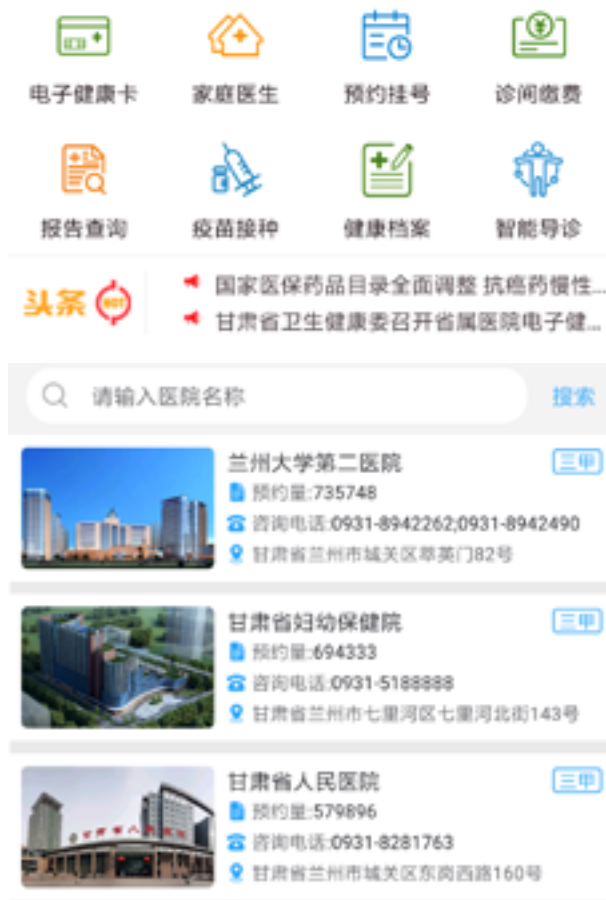 电子健康卡 家庭医生 预约挂号 诊间缴费
报告查询 疫苗接种 健康档案 智能导诊
头条 HOT
国家医保药品目录全面调整 抗癌药慢性...
甘肃省卫生健康委召开省属医院电子健...
请输入医院名称 搜索
兰州大学第二医院 三甲
预约量:735748
咨询电话:0931-8942262;0931-8942490
甘肃省兰州市城关区萃英门82号
甘肃省妇幼保健院 三甲
预约量:694333
咨询电话:0931-5188888
甘肃省兰州市七里河区七里河北街143号
甘肃省人民医院 三甲
预约量:579896
咨询电话:0931-8281763
甘肃省兰州市城关区东岗西路160号
甘肃省人民医院